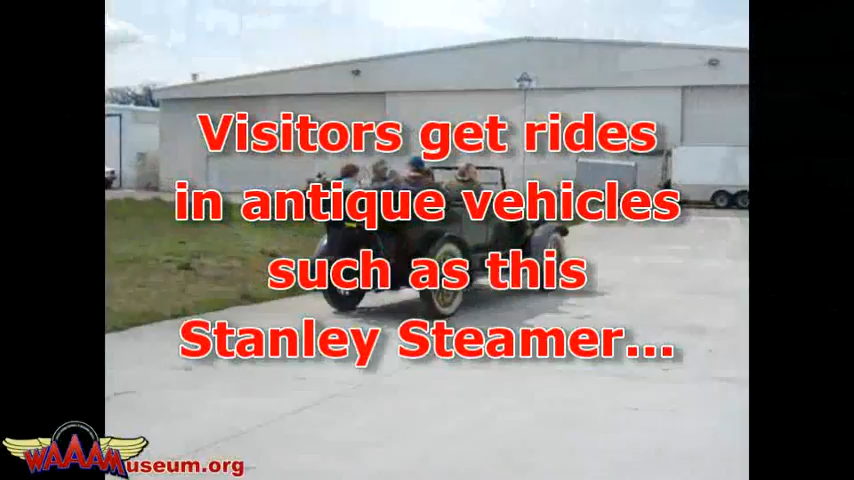 Visitors get rides
in antique vehicles
such as this
Stanley Steamer...
WAAAMuseum.org